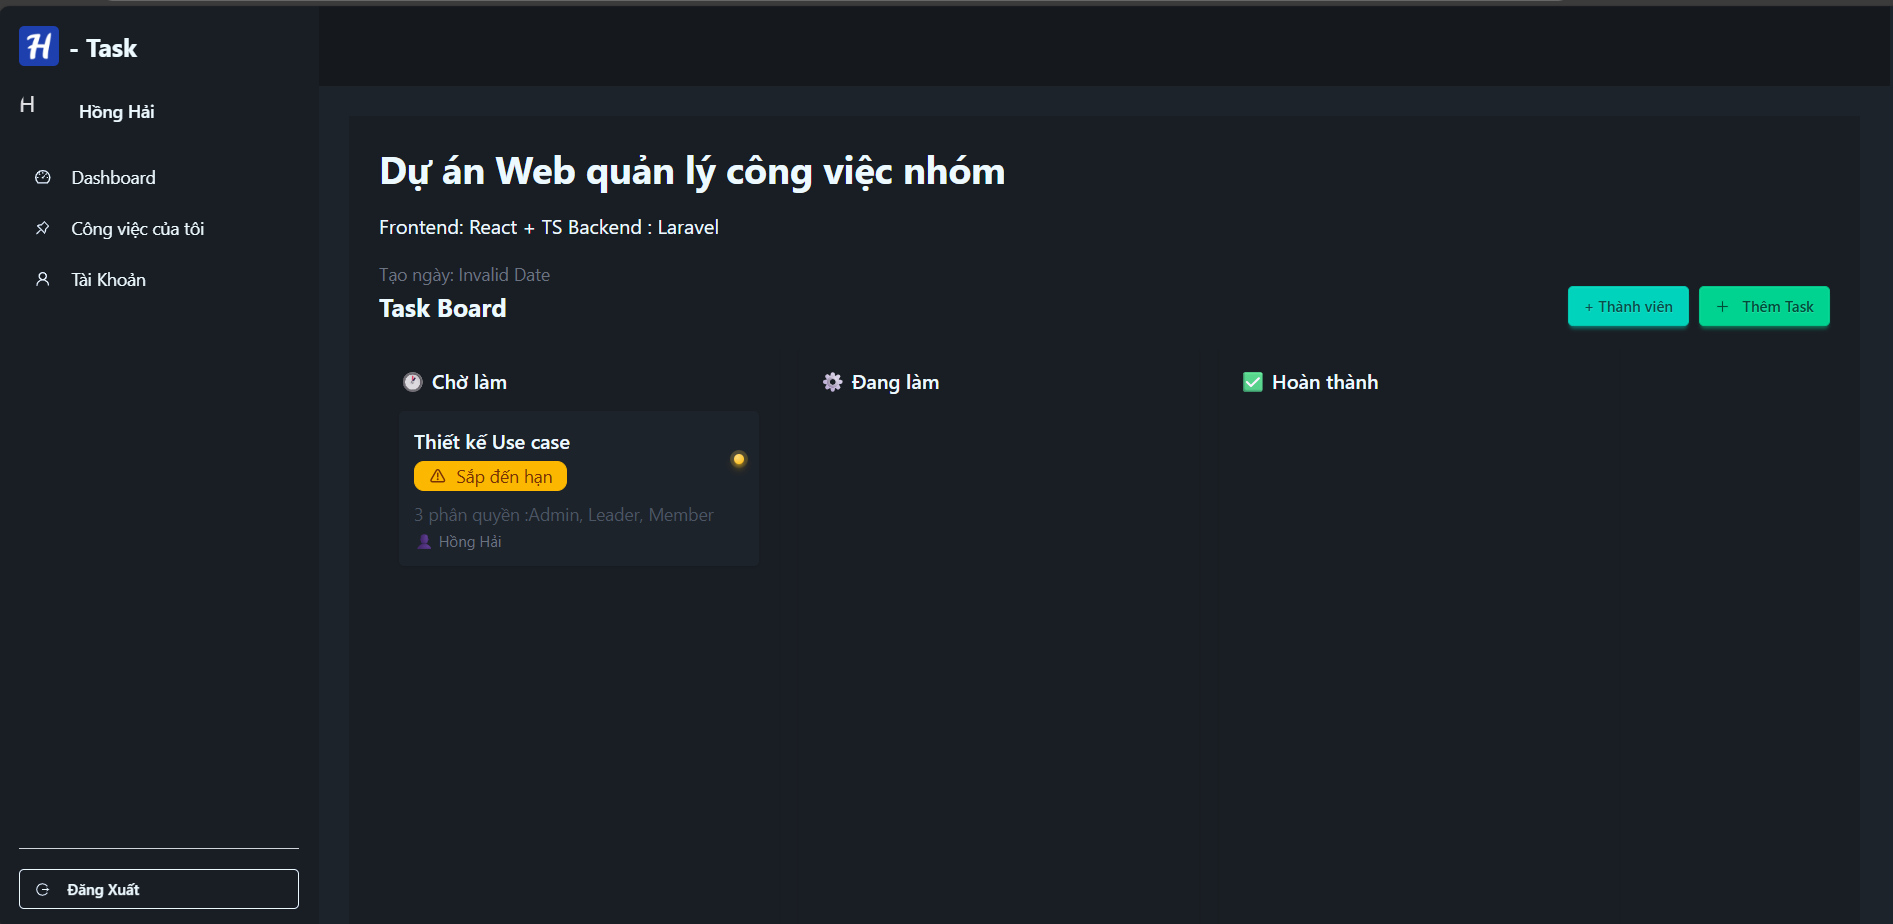 H - Task
H Hồng Hải
Dashboard
Công việc của tôi
Tài Khoản
Đăng Xuất
Dự án Web quản lý công việc nhóm
Frontend: React + TS Backend : Laravel
Tạo ngày: Invalid Date
Task Board
+ Thành viên
+ Thêm Task
Chờ làm
Thiết kế Use case
Sắp đến hạn
3 phân quyền :Admin, Leader, Member
Hồng Hải
Đang làm
Hoàn thành